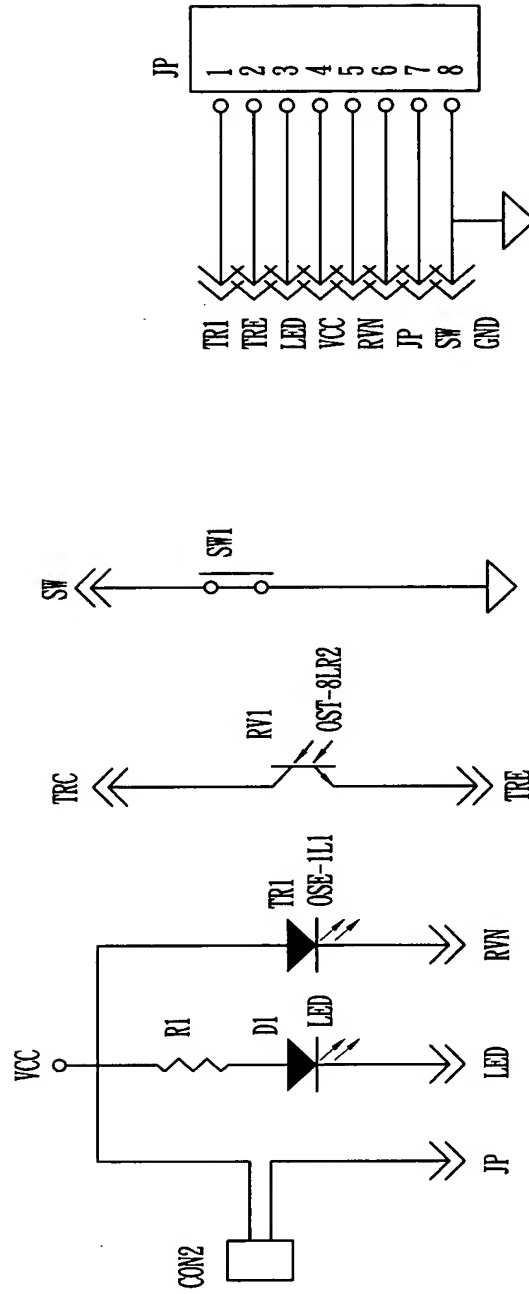 VCC
R1
D1
LED
TR1
OSE-1L1
CON2
JP
LED
RVN
TRC
RV1
OST-8LR2
TRE
SW
SW1
JP
TR1
TRE
LED
VCC
RVN
JP
SW
GND
1
2
3
4
5
6
7
8